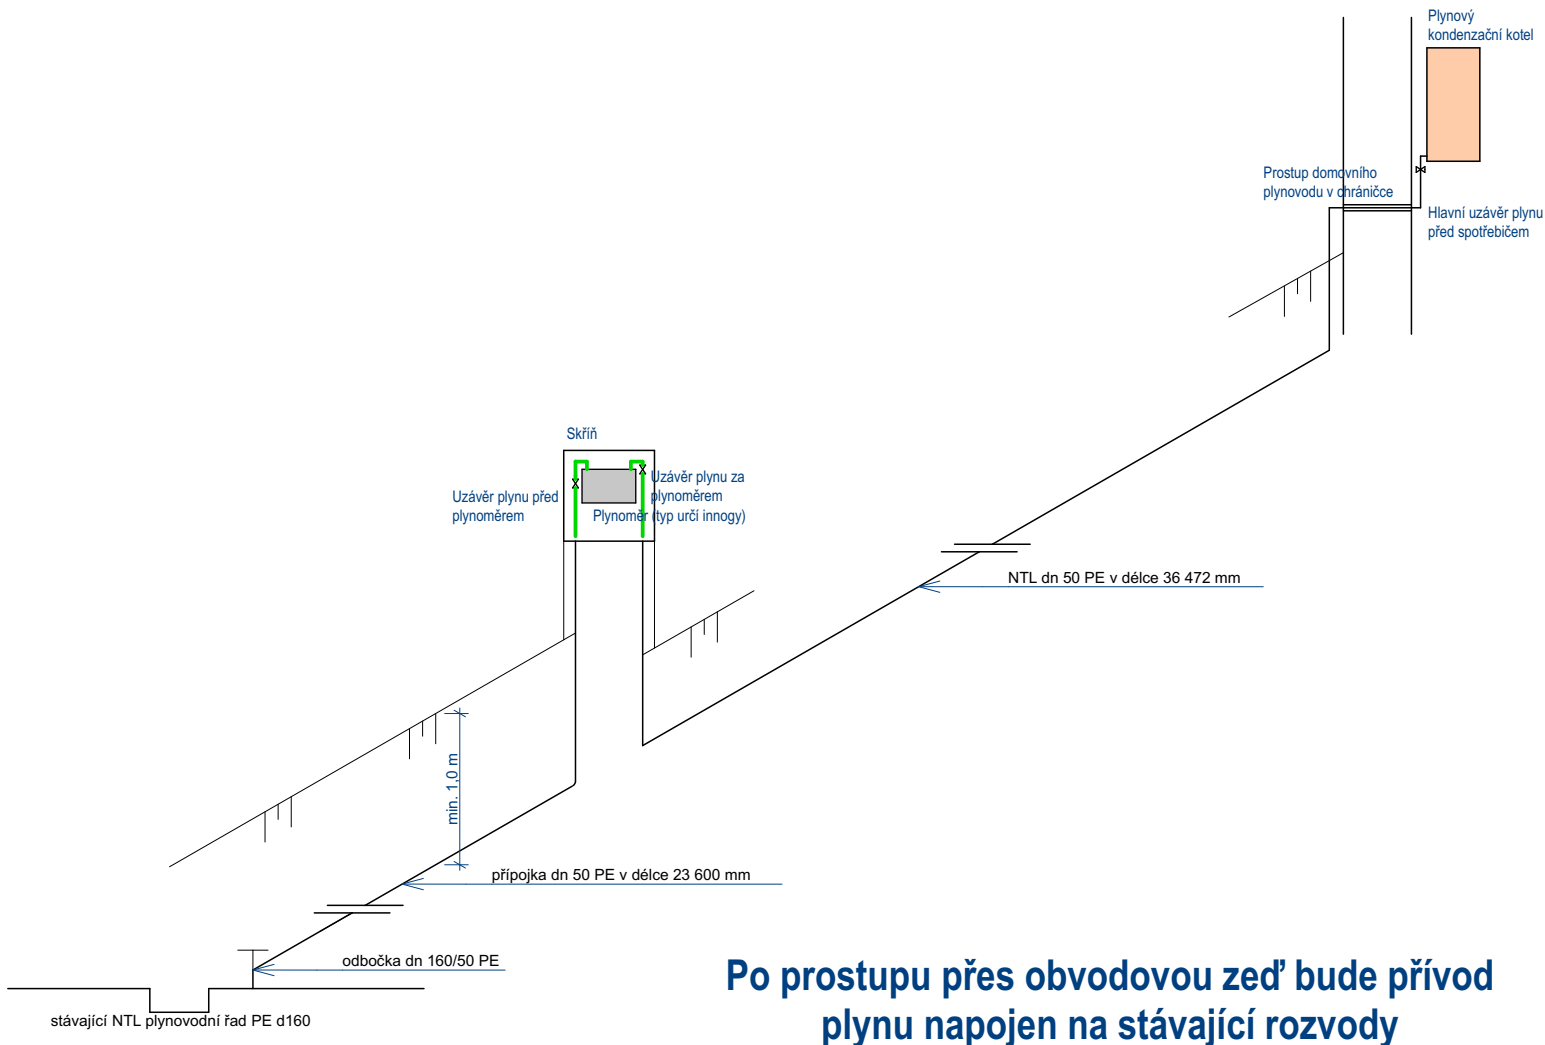 Plynový
kondenzační kotel
Prostup domovního
plynovodu v chráničce
Hlavní uzávěr plynu
před spotřebičem
Skříň
Uzávěr plynu před
plynoměrem
Uzávěr plynu za
plynoměrem
Plynoměr (typ určí innogy)
NTL dn 50 PE v délce 36 472 mm
min. 1,0 m
přípojka dn 50 PE v délce 23 600 mm
odbočka dn 160/50 PE
stávající NTL plynovodní řad PE d160
Po prostupu přes obvodovou zeď bude přívod
plynu napojen na stávající rozvody